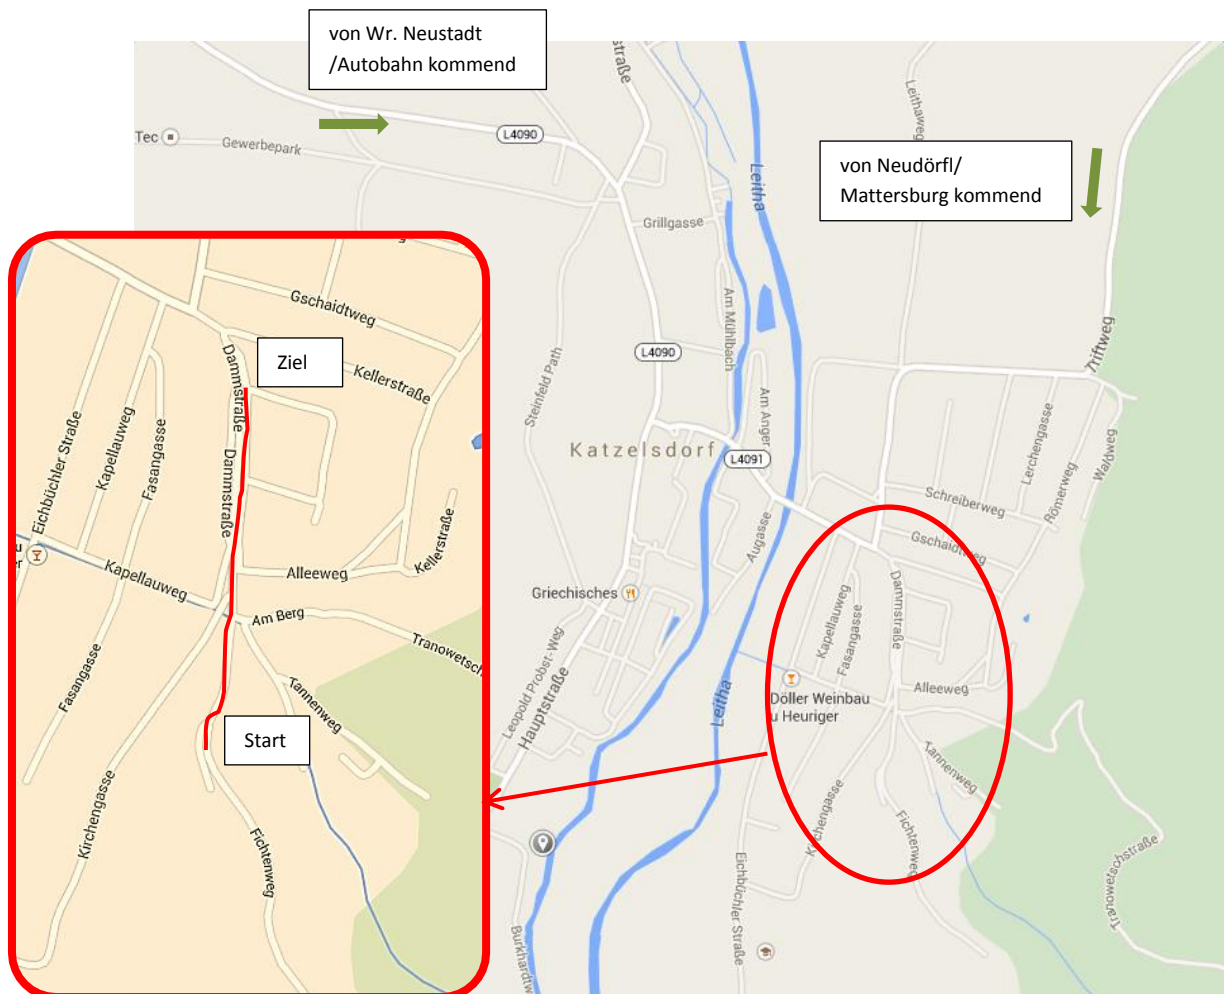 von Wr. Neustadt
/Autobahn kommend
straße
Leithaweg
L4090
Tec
Gewerbepark
Leitha
von Neudörfl/
Mattersburg kommend
Grillgasse
Am Mühlbach
Triftweg
L4090
Steinfeld Path
Am Anger
Katzelsdorf
L4091
Lerchengasse
Römerweg
Waldweg
Schreiberweg
Augasse
Gschaidtweg
Griechisches
Kapellauweg
Fasangasse
Dammstraße
Leopold Probst-Weg
Hauptstraße
Leitha
Döller Weinbau
u Heuriger
Alleeweg
Tannenweg
Kirchengasse
Fichtenweg
Eichbüchler Straße
Tranowetschstraße
Burkhardtw
g
Gschaidtweg
Ziel
Kellerstraße
Dammstraße
Eichbüchler Straße
Kapellauweg
Fasangasse
Dammstraße
Kellerstraße
u
r
Kapellauweg
Alleeweg
Am Berg
Tranowetsch
Fasangasse
Tannenweg
Start
Kirchengasse
Fichtenweg